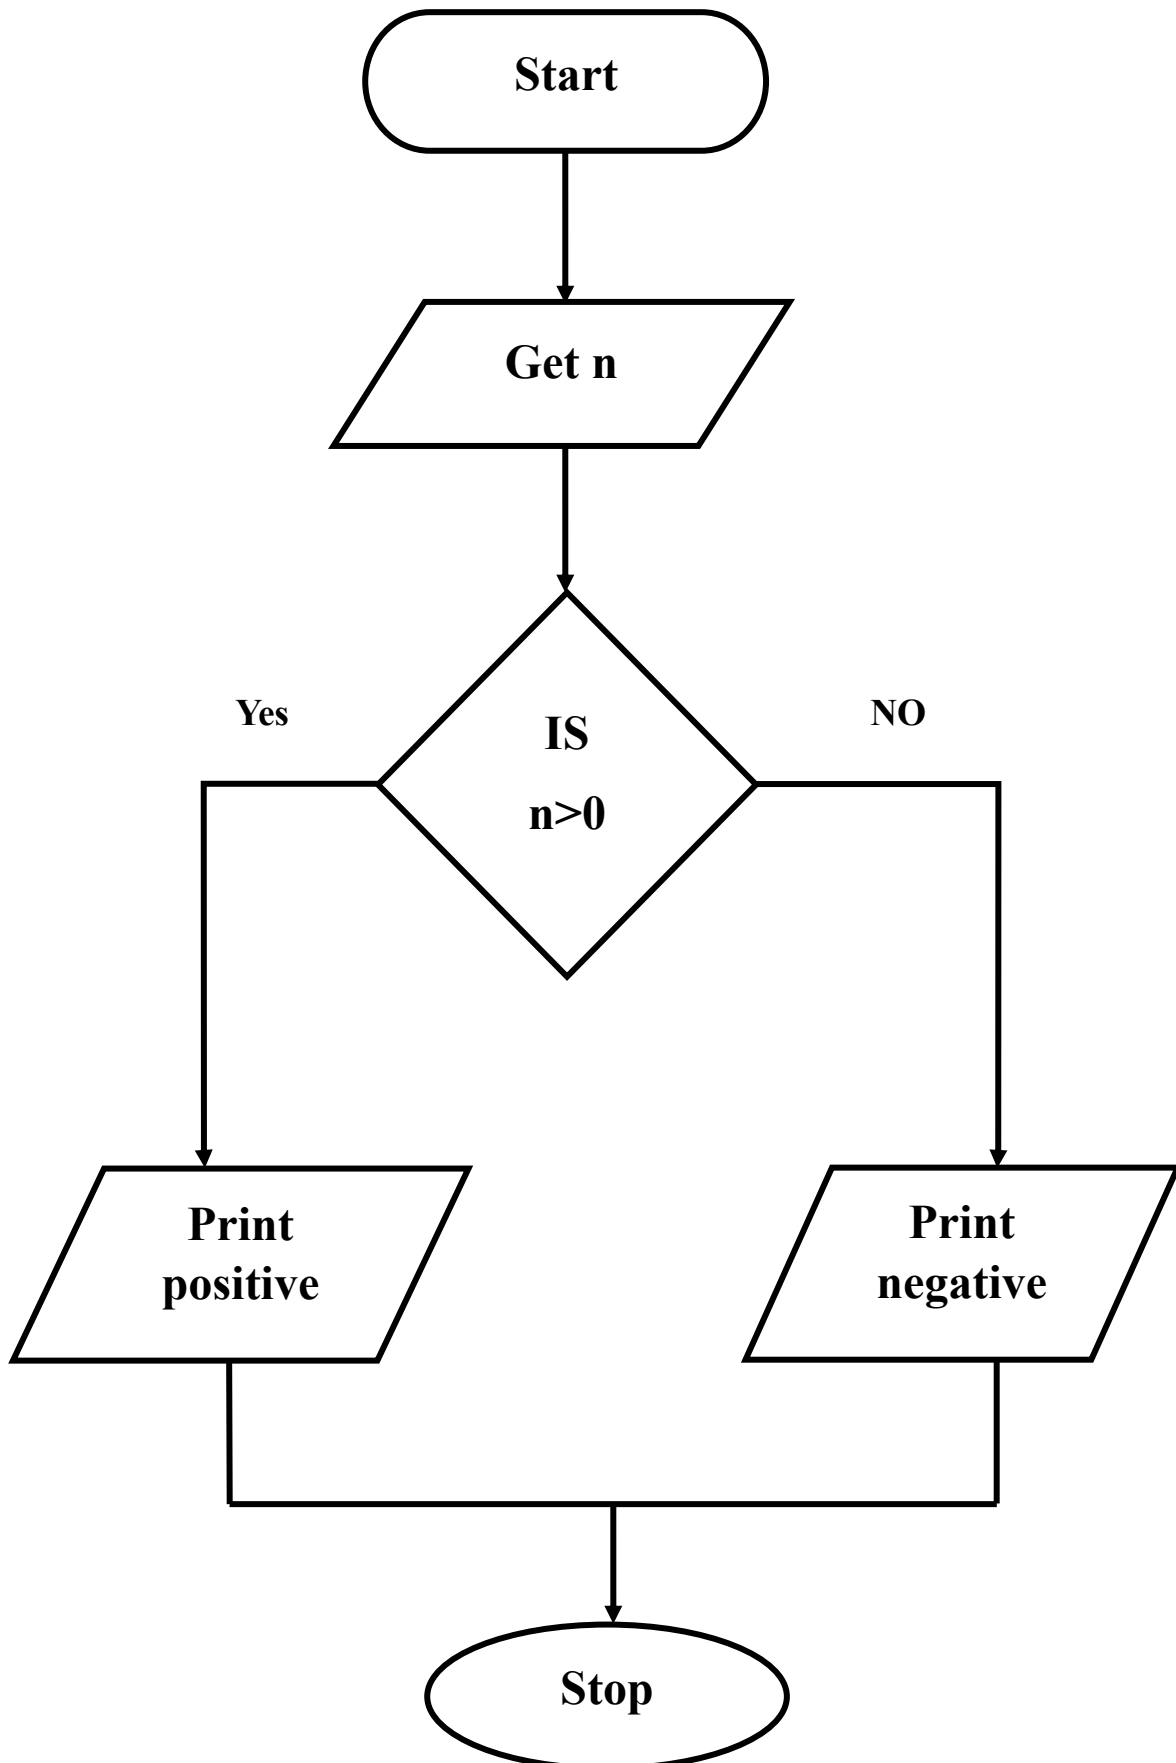 Start
Get n
Yes
NO
IS
n>0
Print
positive
Print
negative
Stop